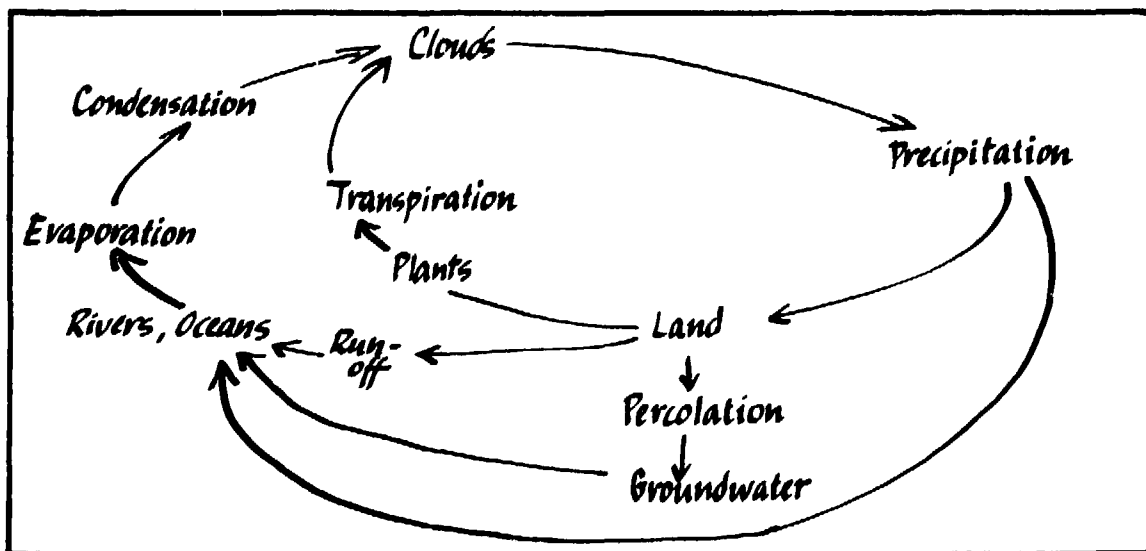 Clouds
Condensation
Precipitation
Transpiration
Evaporation
Plants
Rivers, Oceans
Land
Run-
off
Percolation
Groundwater